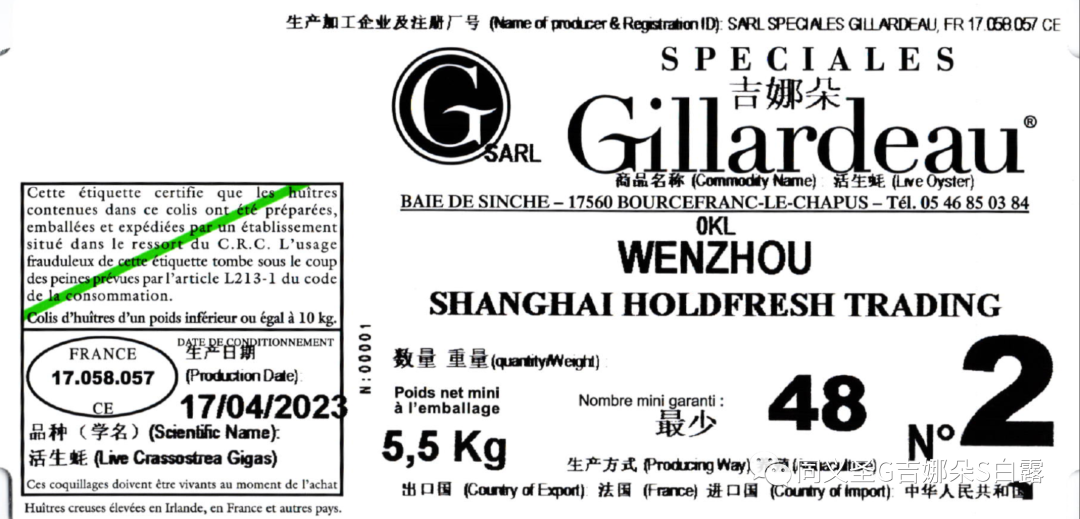 生产加工企业及注册厂号 (Name of producer & Registration ID): SARL SPECIALES GILLARDEAU, FR 17.058.057 CE
SPECIALES
吉娜朵
G
SARL
Gillardeau®
商品名称 (Commodity Name): 活生蚝 (Live Oyster)
BAIE DE SINCHE – 17560 BOURCEFRANC-LE-CHAPUS – Tél. 05 46 85 03 84
OKL
WENZHOU
SHANGHAI HOLDFRESH TRADING
Cette étiquette certifie que les huîtres
contenues dans ce colis ont été préparées,
emballées et expédiées par un établissement
situé dans le ressort du C.R.C. L'usage
frauduleux de cette étiquette tombe sous le coup
des peines prévues par l'article L213-1 du code
de la consommation.
Colis d'huîtres d'un poids inférieur ou égal à 10 kg.
FRANCE
17.058.057
CE
DATE DE CONDITIONNEMENT
生产日期
(Production Date):
17/04/2023
品种（学名）(Scientific Name):
活生蚝 (Live Crassostrea Gigas)
Ces coquillages doivent être vivants au moment de l'achat
Huîtres creuses élevées en Irlande, en France et autres pays.
N:00001
数量 重量(quantity/Weight):
Poids net mini
à l'emballage
5,5 Kg
Nombre mini garanti :
最少
48
N° 2
生产方式 (Producing Way)
同文圣G吉娜朵S白露
出口国 (Country of Export): 法国 (France) 进口国 (Country of Import): 中华人民共和国